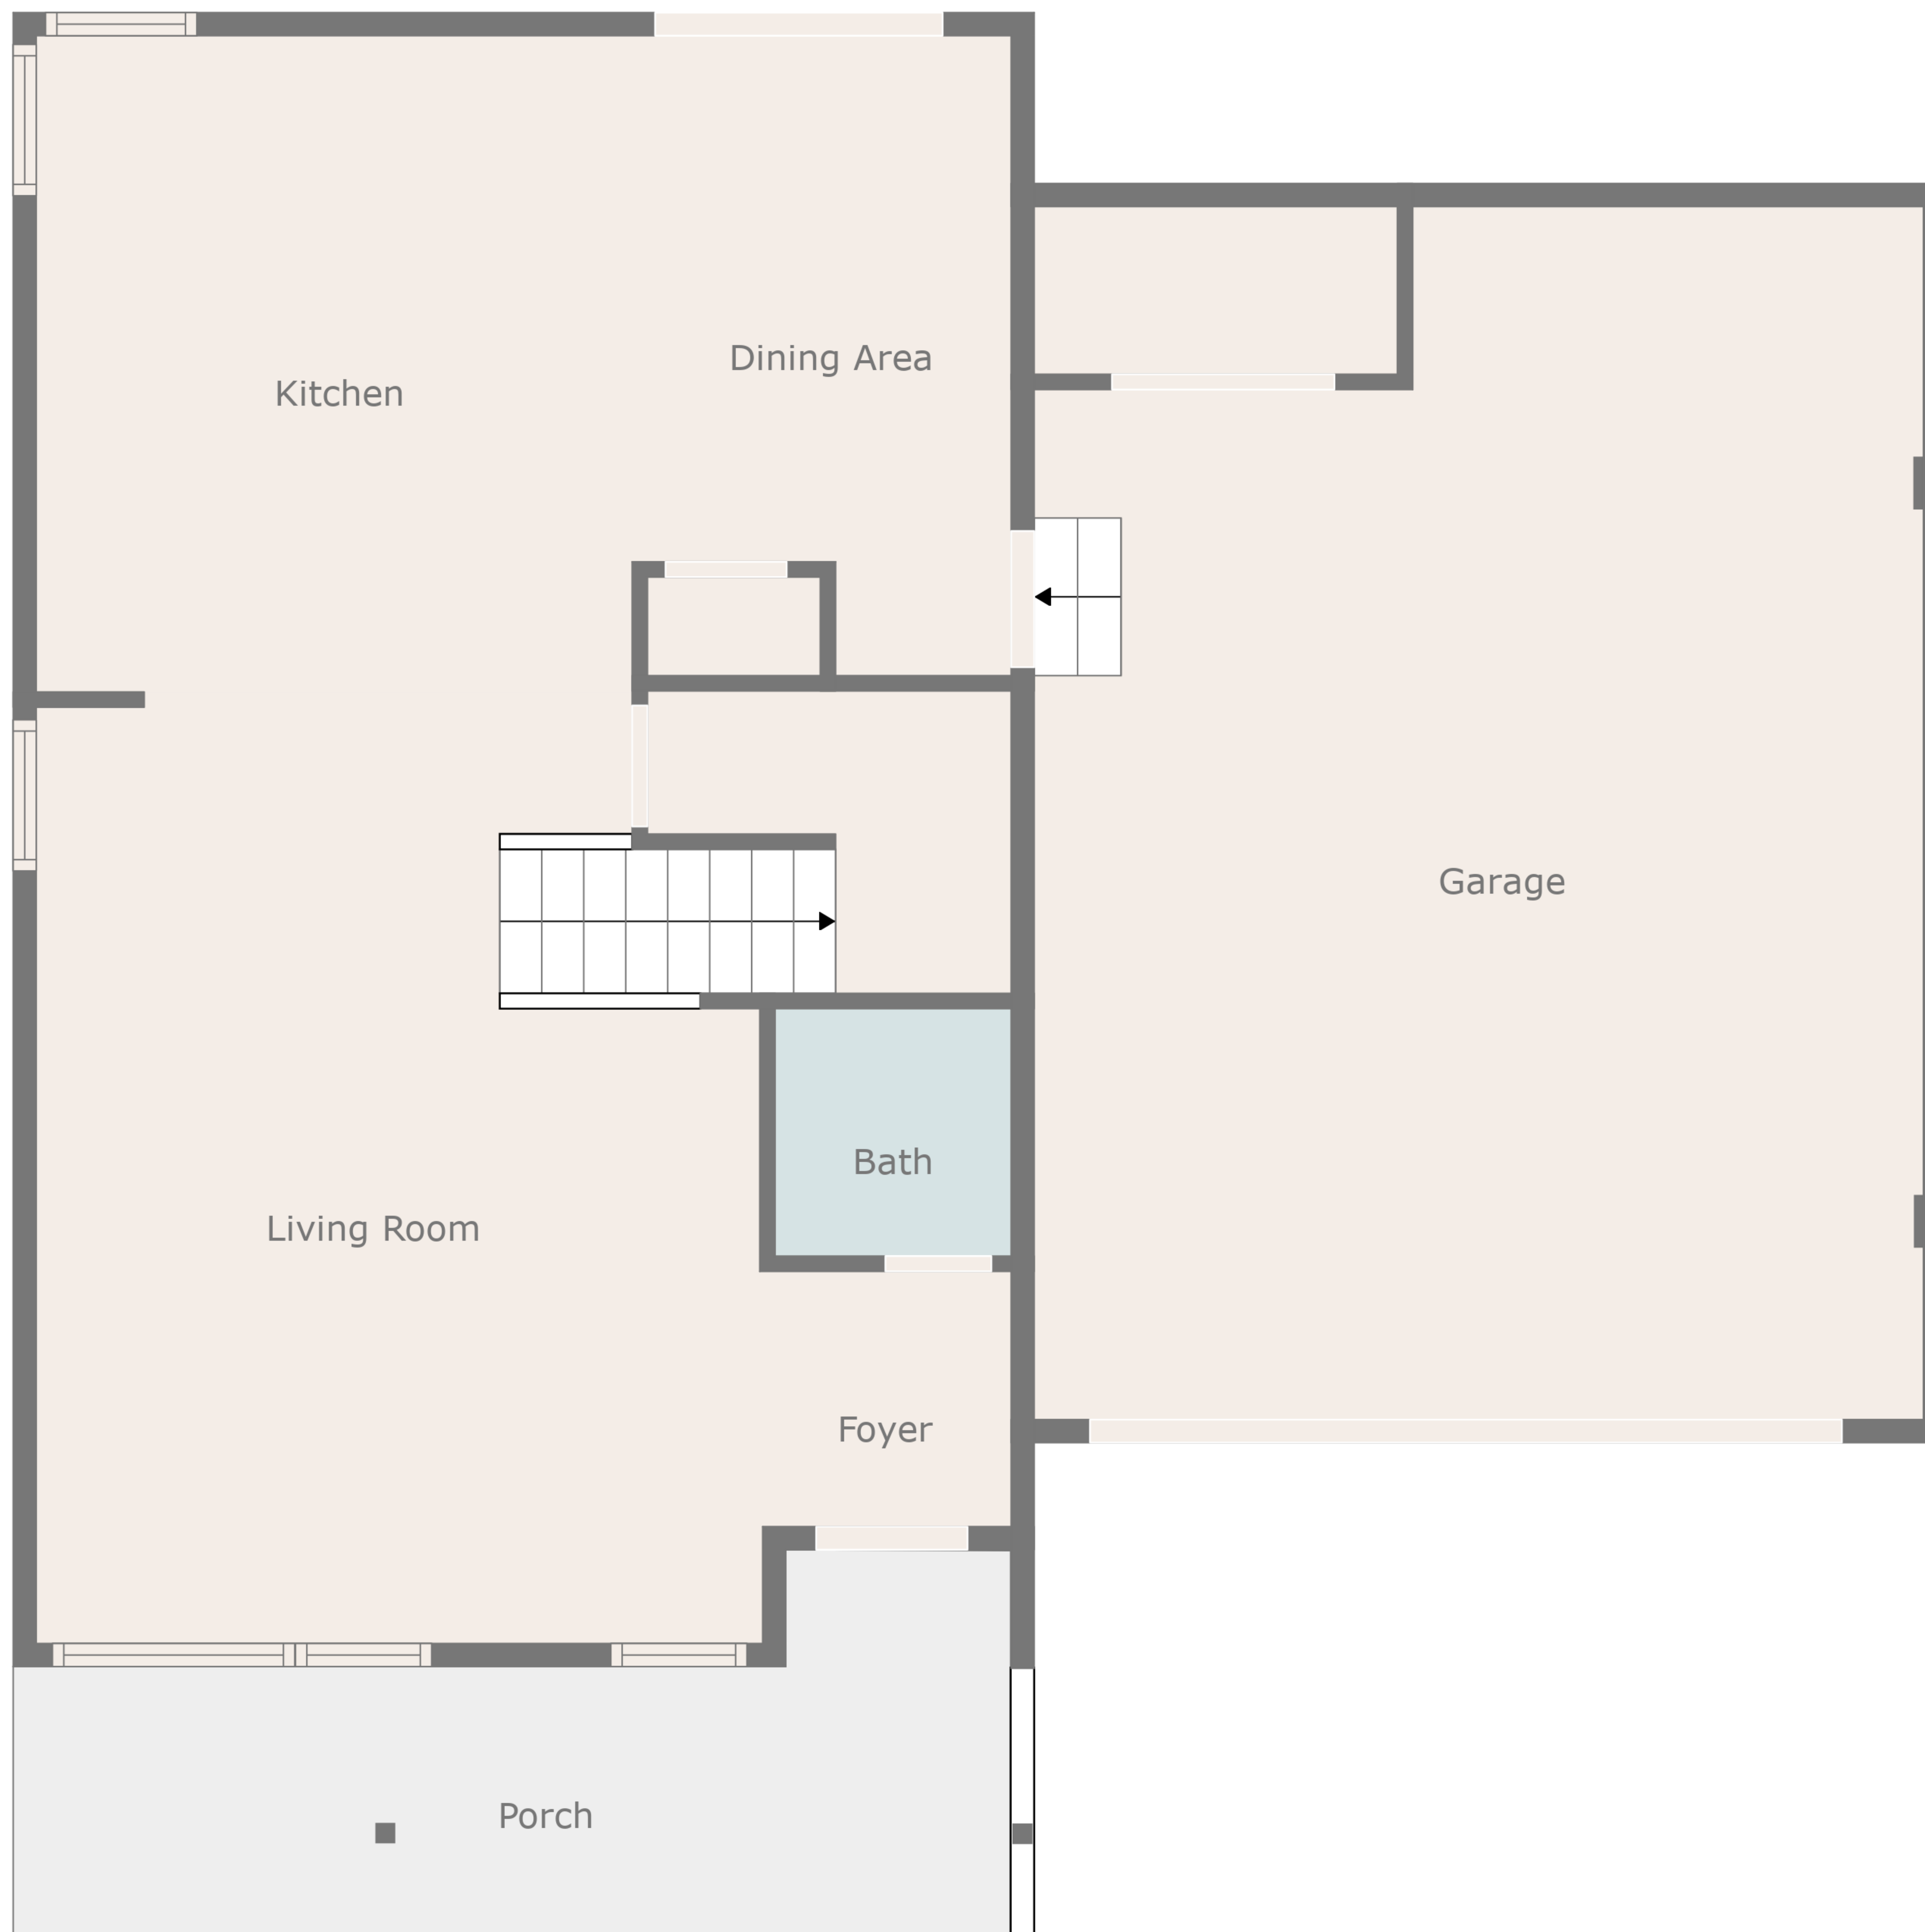 Dining Area
Kitchen
Garage
Bath
Living Room
Foyer
Porch